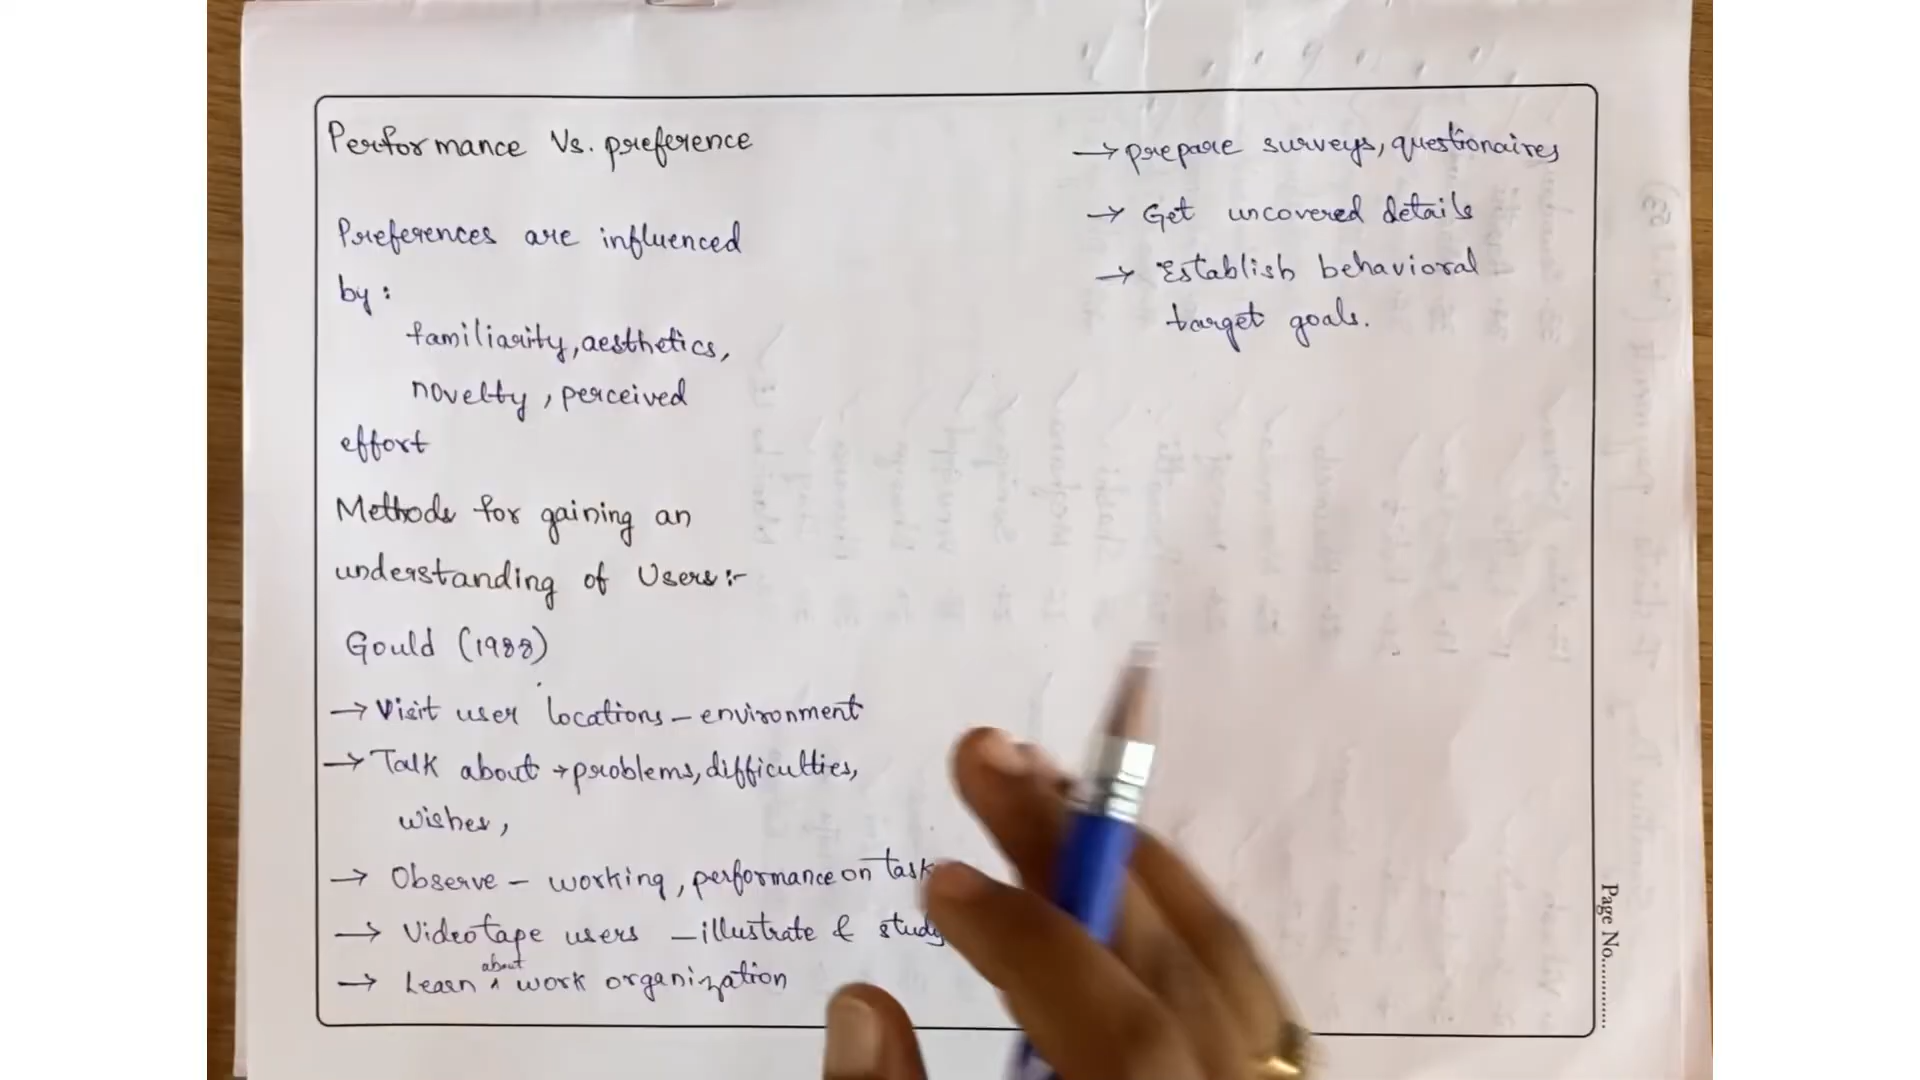 Performance Vs. preference
Preferences are influenced
by:
familiarity, aesthetics,
novelty, perceived
effort
Methods for gaining an
understanding of Users:-
Gould (1988)
→ Visit user locations - environment
→ Talk about → problems, difficulties,
wishes,
→ Observe - working, performance on task
→ Videotape users - illustrate & study
→ Learn about work organization
→ prepare surveys, questionaires
→ Get uncovered details
→ Establish behavioral
target goals.
Page No............